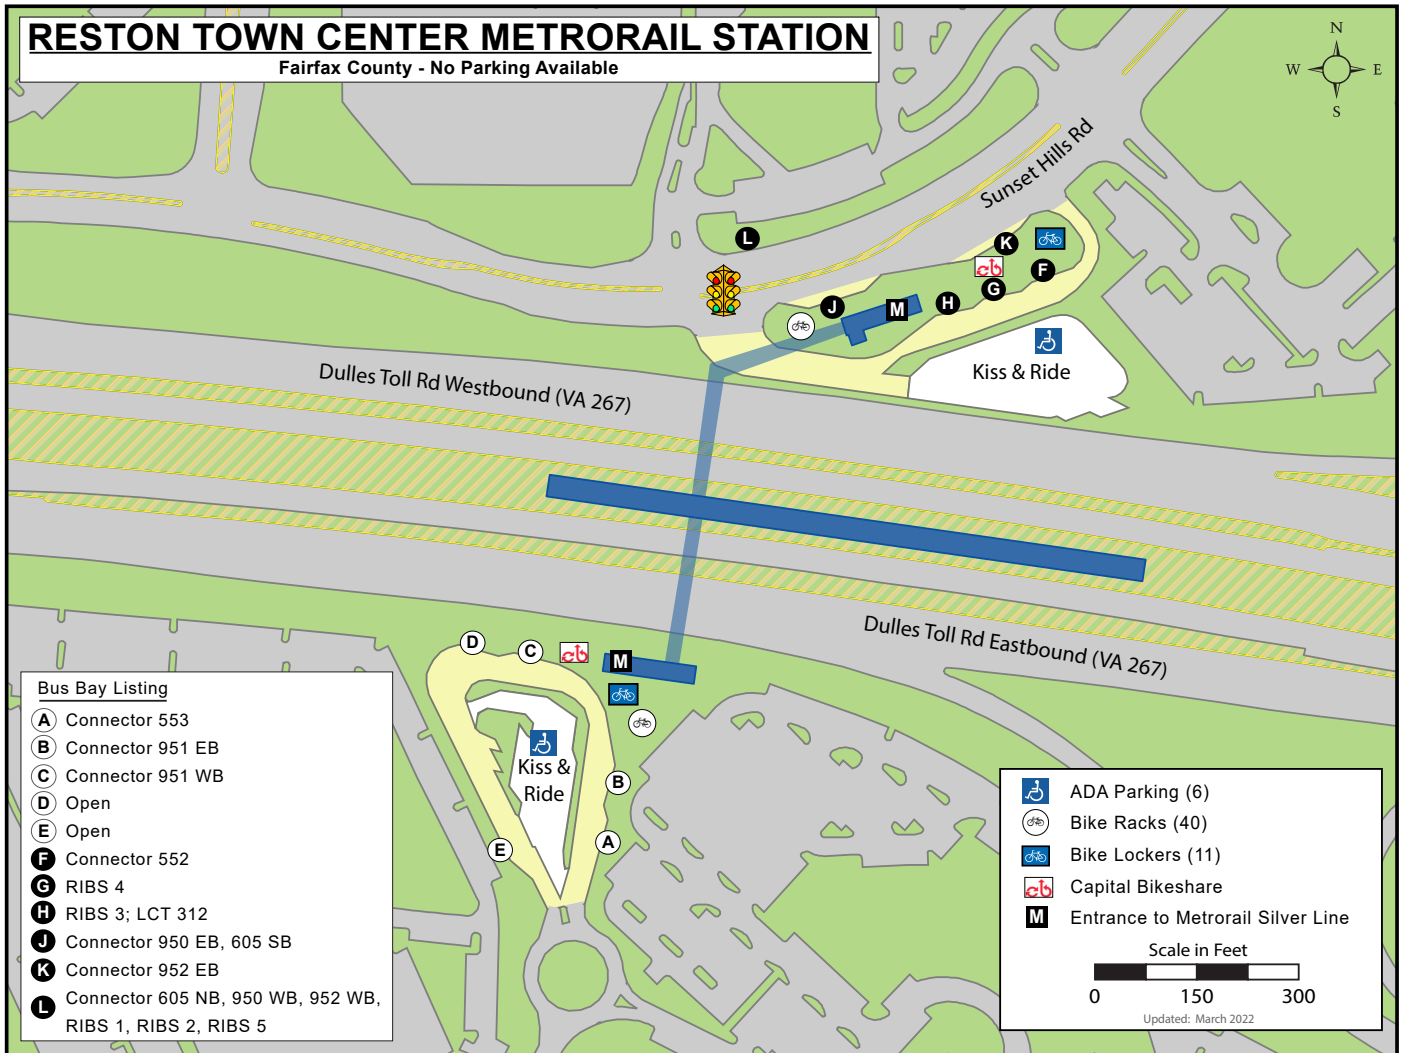 RESTON TOWN CENTER METRORAIL STATION
Fairfax County - No Parking Available
N
W E
S
Sunset Hills Rd
L
K
F
G
H
J
M
Kiss & Ride
Dulles Toll Rd Westbound (VA 267)
Dulles Toll Rd Eastbound (VA 267)
D
C
M
Kiss &
Ride
B
A
E
Bus Bay Listing
A Connector 553
B Connector 951 EB
C Connector 951 WB
D Open
E Open
F Connector 552
G RIBS 4
H RIBS 3; LCT 312
J Connector 950 EB, 605 SB
K Connector 952 EB
L Connector 605 NB, 950 WB, 952 WB,
RIBS 1, RIBS 2, RIBS 5
ADA Parking (6)
Bike Racks (40)
Bike Lockers (11)
Capital Bikeshare
M Entrance to Metrorail Silver Line
Scale in Feet
0 150 300
Updated: March 2022